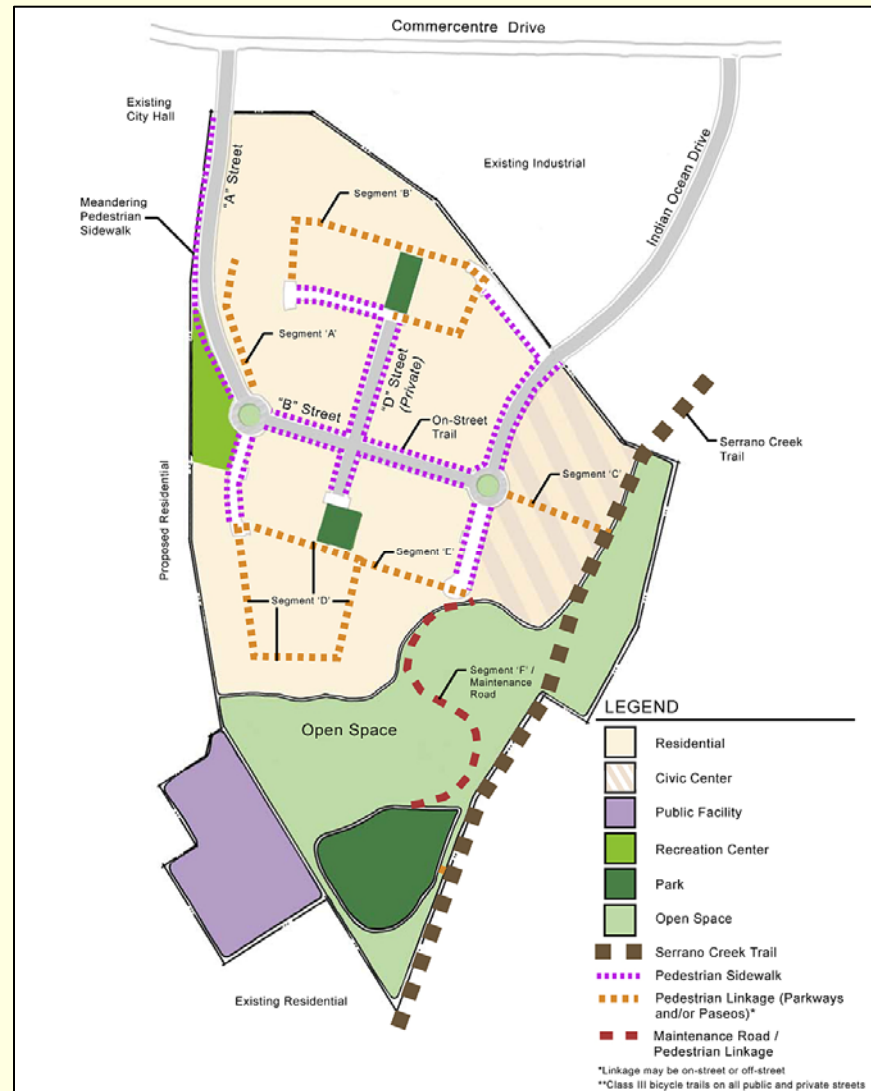 Commercentre Drive
Existing
City Hall
"A" Street
Existing Industrial
Indian Ocean Drive
Segment 'B'
Meandering
Pedestrian
Sidewalk
Segment 'A'
"D" Street
(Private)
"B" Street
On-Street
Trail
Serrano Creek
Trail
Segment 'C'
Proposed Residential
Segment 'E'
Segment 'D'
Segment 'F' /
Maintenance
Road
Open Space
LEGEND
Residential
Civic Center
Public Facility
Recreation Center
Park
Open Space
Serrano Creek Trail
Pedestrian Sidewalk
Pedestrian Linkage (Parkways
and/or Paseos)*
Maintenance Road /
Pedestrian Linkage
Existing Residential
*Linkage may be on-street or off-street
**Class III bicycle trails on all public and private streets